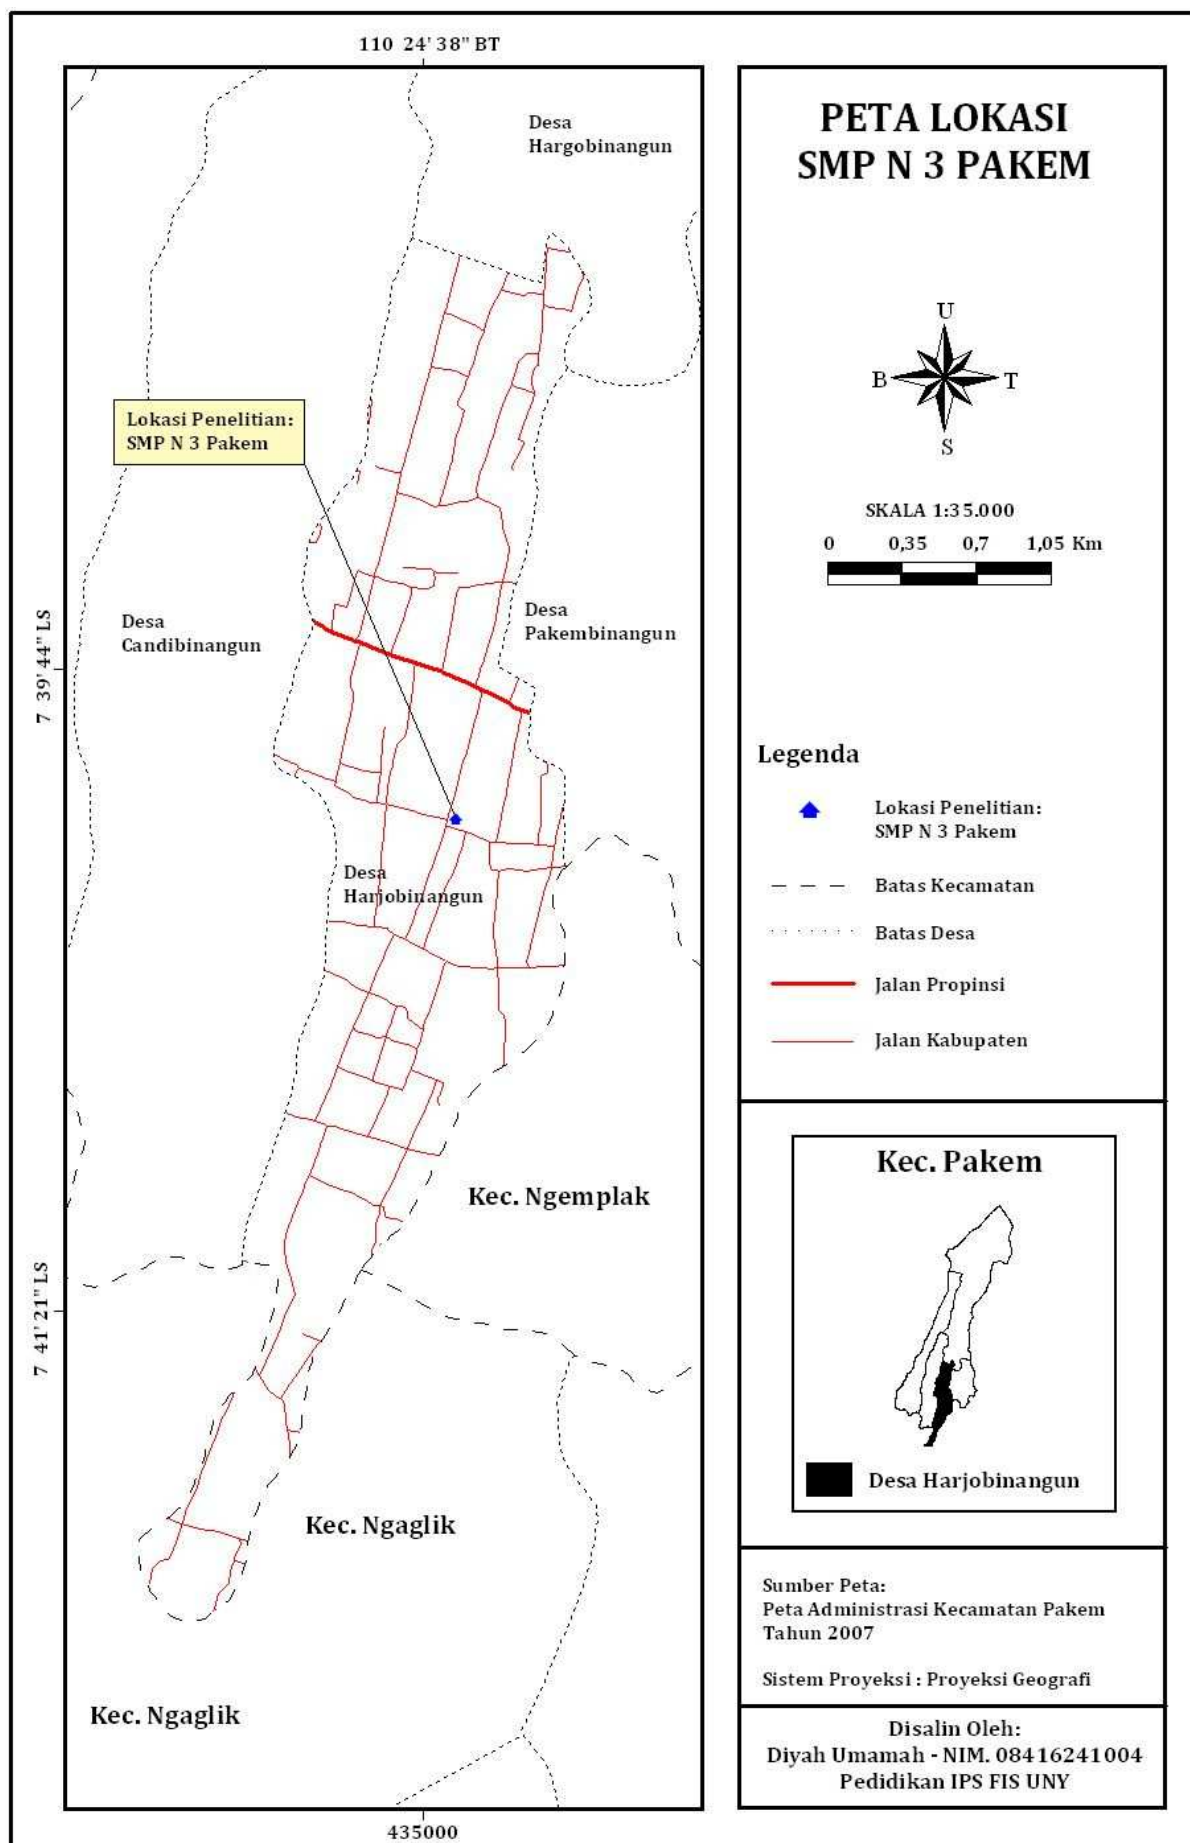 110 24' 38" BT
Desa
Hargobinangun
Lokasi Penelitian:
SMP N 3 Pakem
Desa
Candibinangun
Desa
Pakembinangun
7 39' 44" LS
Desa
Harjobinangun
Kec. Ngemplak
7 41' 21" LS
Kec. Ngaglik
Kec. Ngaglik
435000
PETA LOKASI
SMP N 3 PAKEM
U
B T
S
SKALA 1:35.000
0 0,35 0,7 1,05 Km
Legenda
Lokasi Penelitian:
SMP N 3 Pakem
Batas Kecamatan
Batas Desa
Jalan Propinsi
Jalan Kabupaten
Kec. Pakem
Desa Harjobinangun
Sumber Peta:
Peta Administrasi Kecamatan Pakem
Tahun 2007
Sistem Proyeksi : Proyeksi Geografi
Disalin Oleh:
Diyah Umamah - NIM. 08416241004
Pedidikan IPS FIS UNY